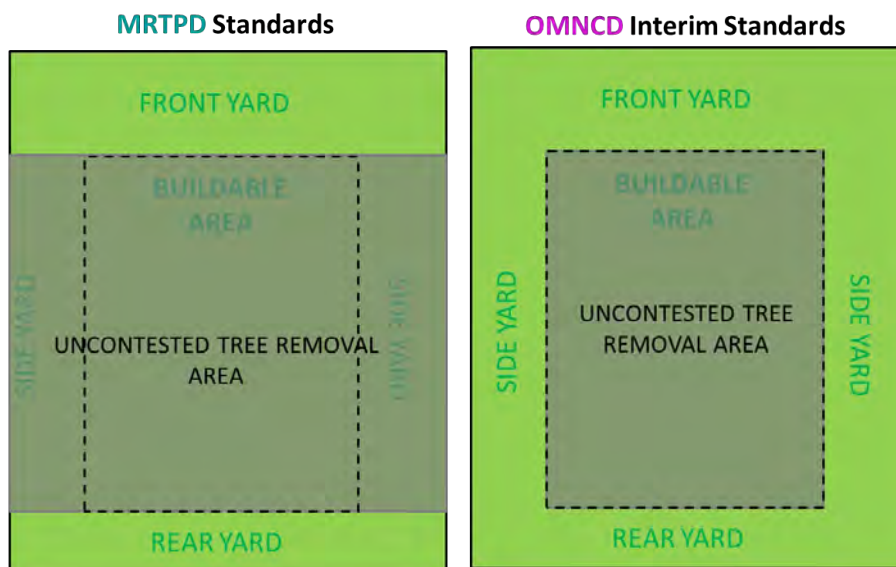 MRTPD Standards
FRONT YARD
BUILDABLE
AREA
SIDE YARD
SIDE YARD
UNCONTESTED TREE REMOVAL
AREA
REAR YARD
OMNCD Interim Standards
FRONT YARD
BUILDABLE
AREA
SIDE YARD
SIDE YARD
UNCONTESTED TREE
REMOVAL AREA
REAR YARD